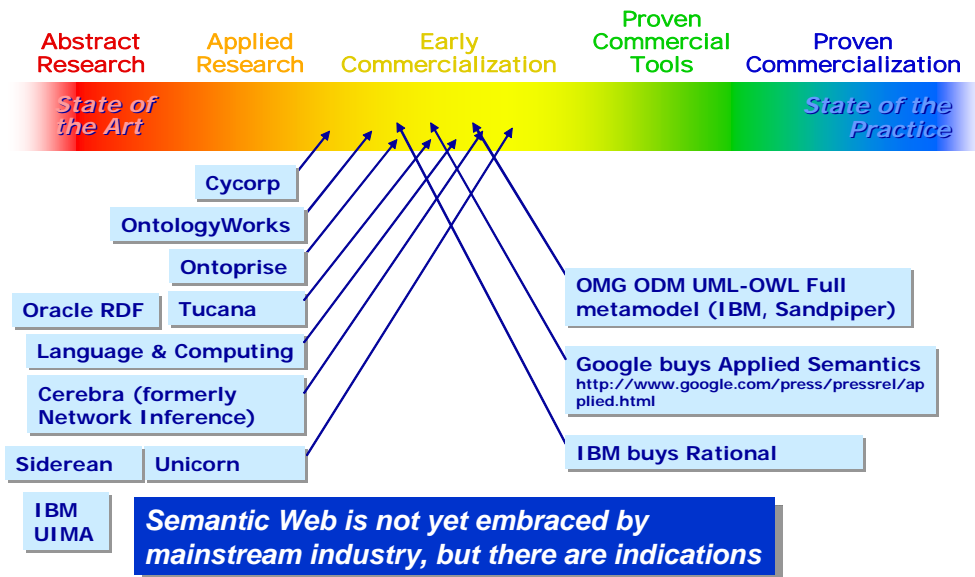 Abstract
Research
Applied
Research
Early
Commercialization
Proven
Commercial
Tools
Proven
Commercialization
State of
the Art
State of the
Practice
Cycorp
OntologyWorks
Ontoprise
Oracle RDF
Tucana
Language & Computing
Cerebra (formerly
Network Inference)
Siderean
Unicorn
IBM
UIMA
OMG ODM UML-OWL Full
metamodel (IBM, Sandpiper)
Google buys Applied Semantics
http://www.google.com/press/pressrel/ap
plied.html
IBM buys Rational
Semantic Web is not yet embraced by
mainstream industry, but there are indications